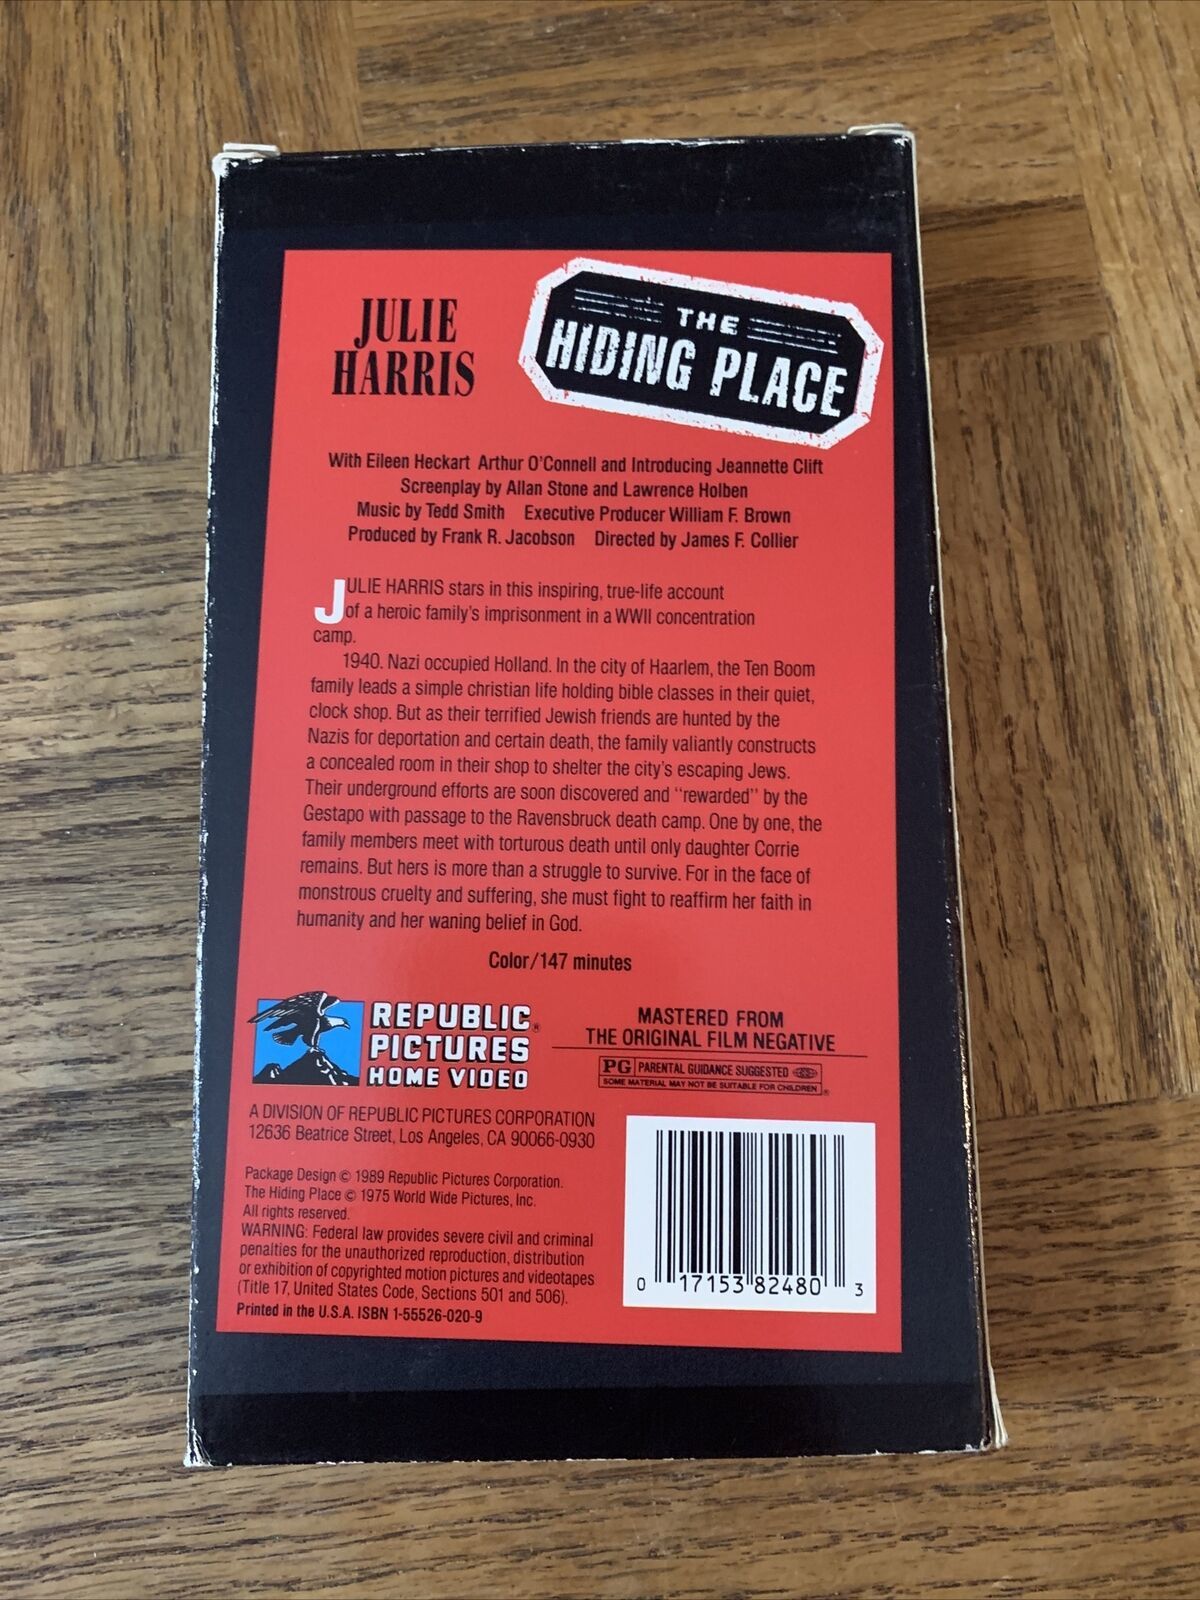 JULIE
HARRIS
THE
HIDING PLACE
With Eileen Heckart Arthur O'Connell and Introducing Jeannette Clift
Screenplay by Allan Stone and Lawrence Holben
Music by Tedd Smith Executive Producer William F. Brown
Produced by Frank R. Jacobson Directed by James F. Collier
JULIE HARRIS stars in this inspiring, true-life account
of a heroic family's imprisonment in a WWII concentration
camp.
1940. Nazi occupied Holland. In the city of Haarlem, the Ten Boom
family leads a simple christian life holding bible classes in their quiet,
clock shop. But as their terrified Jewish friends are hunted by the
Nazis for deportation and certain death, the family valiantly constructs
a concealed room in their shop to shelter the city's escaping Jews.
Their underground efforts are soon discovered and "rewarded" by the
Gestapo with passage to the Ravensbruck death camp. One by one, the
family members meet with torturous death until only daughter Corrie
remains. But hers is more than a struggle to survive. For in the face of
monstrous cruelty and suffering, she must fight to reaffirm her faith in
humanity and her waning belief in God.
Color/147 minutes
REPUBLIC
PICTURES
HOME VIDEO
®
MASTERED FROM
THE ORIGINAL FILM NEGATIVE
PG PARENTAL GUIDANCE SUGGESTED
SOME MATERIAL MAY NOT BE SUITABLE FOR CHILDREN ®
A DIVISION OF REPUBLIC PICTURES CORPORATION
12636 Beatrice Street, Los Angeles, CA 90066-0930
Package Design © 1989 Republic Pictures Corporation.
The Hiding Place © 1975 World Wide Pictures, Inc.
All rights reserved.
WARNING: Federal law provides severe civil and criminal
penalties for the unauthorized reproduction, distribution
or exhibition of copyrighted motion pictures and videotapes
(Title 17, United States Code, Sections 501 and 506).
Printed in the U.S.A. ISBN 1-55526-020-9
0 17153 82480 3